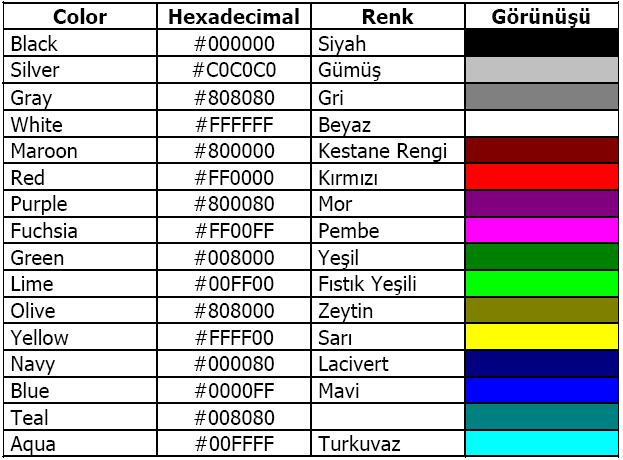 Color Hexadecimal Renk Görünüşü
Black #000000 Siyah
Silver #C0C0C0 Gümüş
Gray #808080 Gri
White #FFFFFF Beyaz
Maroon #800000 Kestane Rengi
Red #FF0000 Kırmızı
Purple #800080 Mor
Fuchsia #FF00FF Pembe
Green #008000 Yeşil
Lime #00FF00 Fıstık Yeşili
Olive #808000 Zeytin
Yellow #FFFF00 Sarı
Navy #000080 Lacivert
Blue #0000FF Mavi
Teal #008080
Aqua #00FFFF Turkuvaz